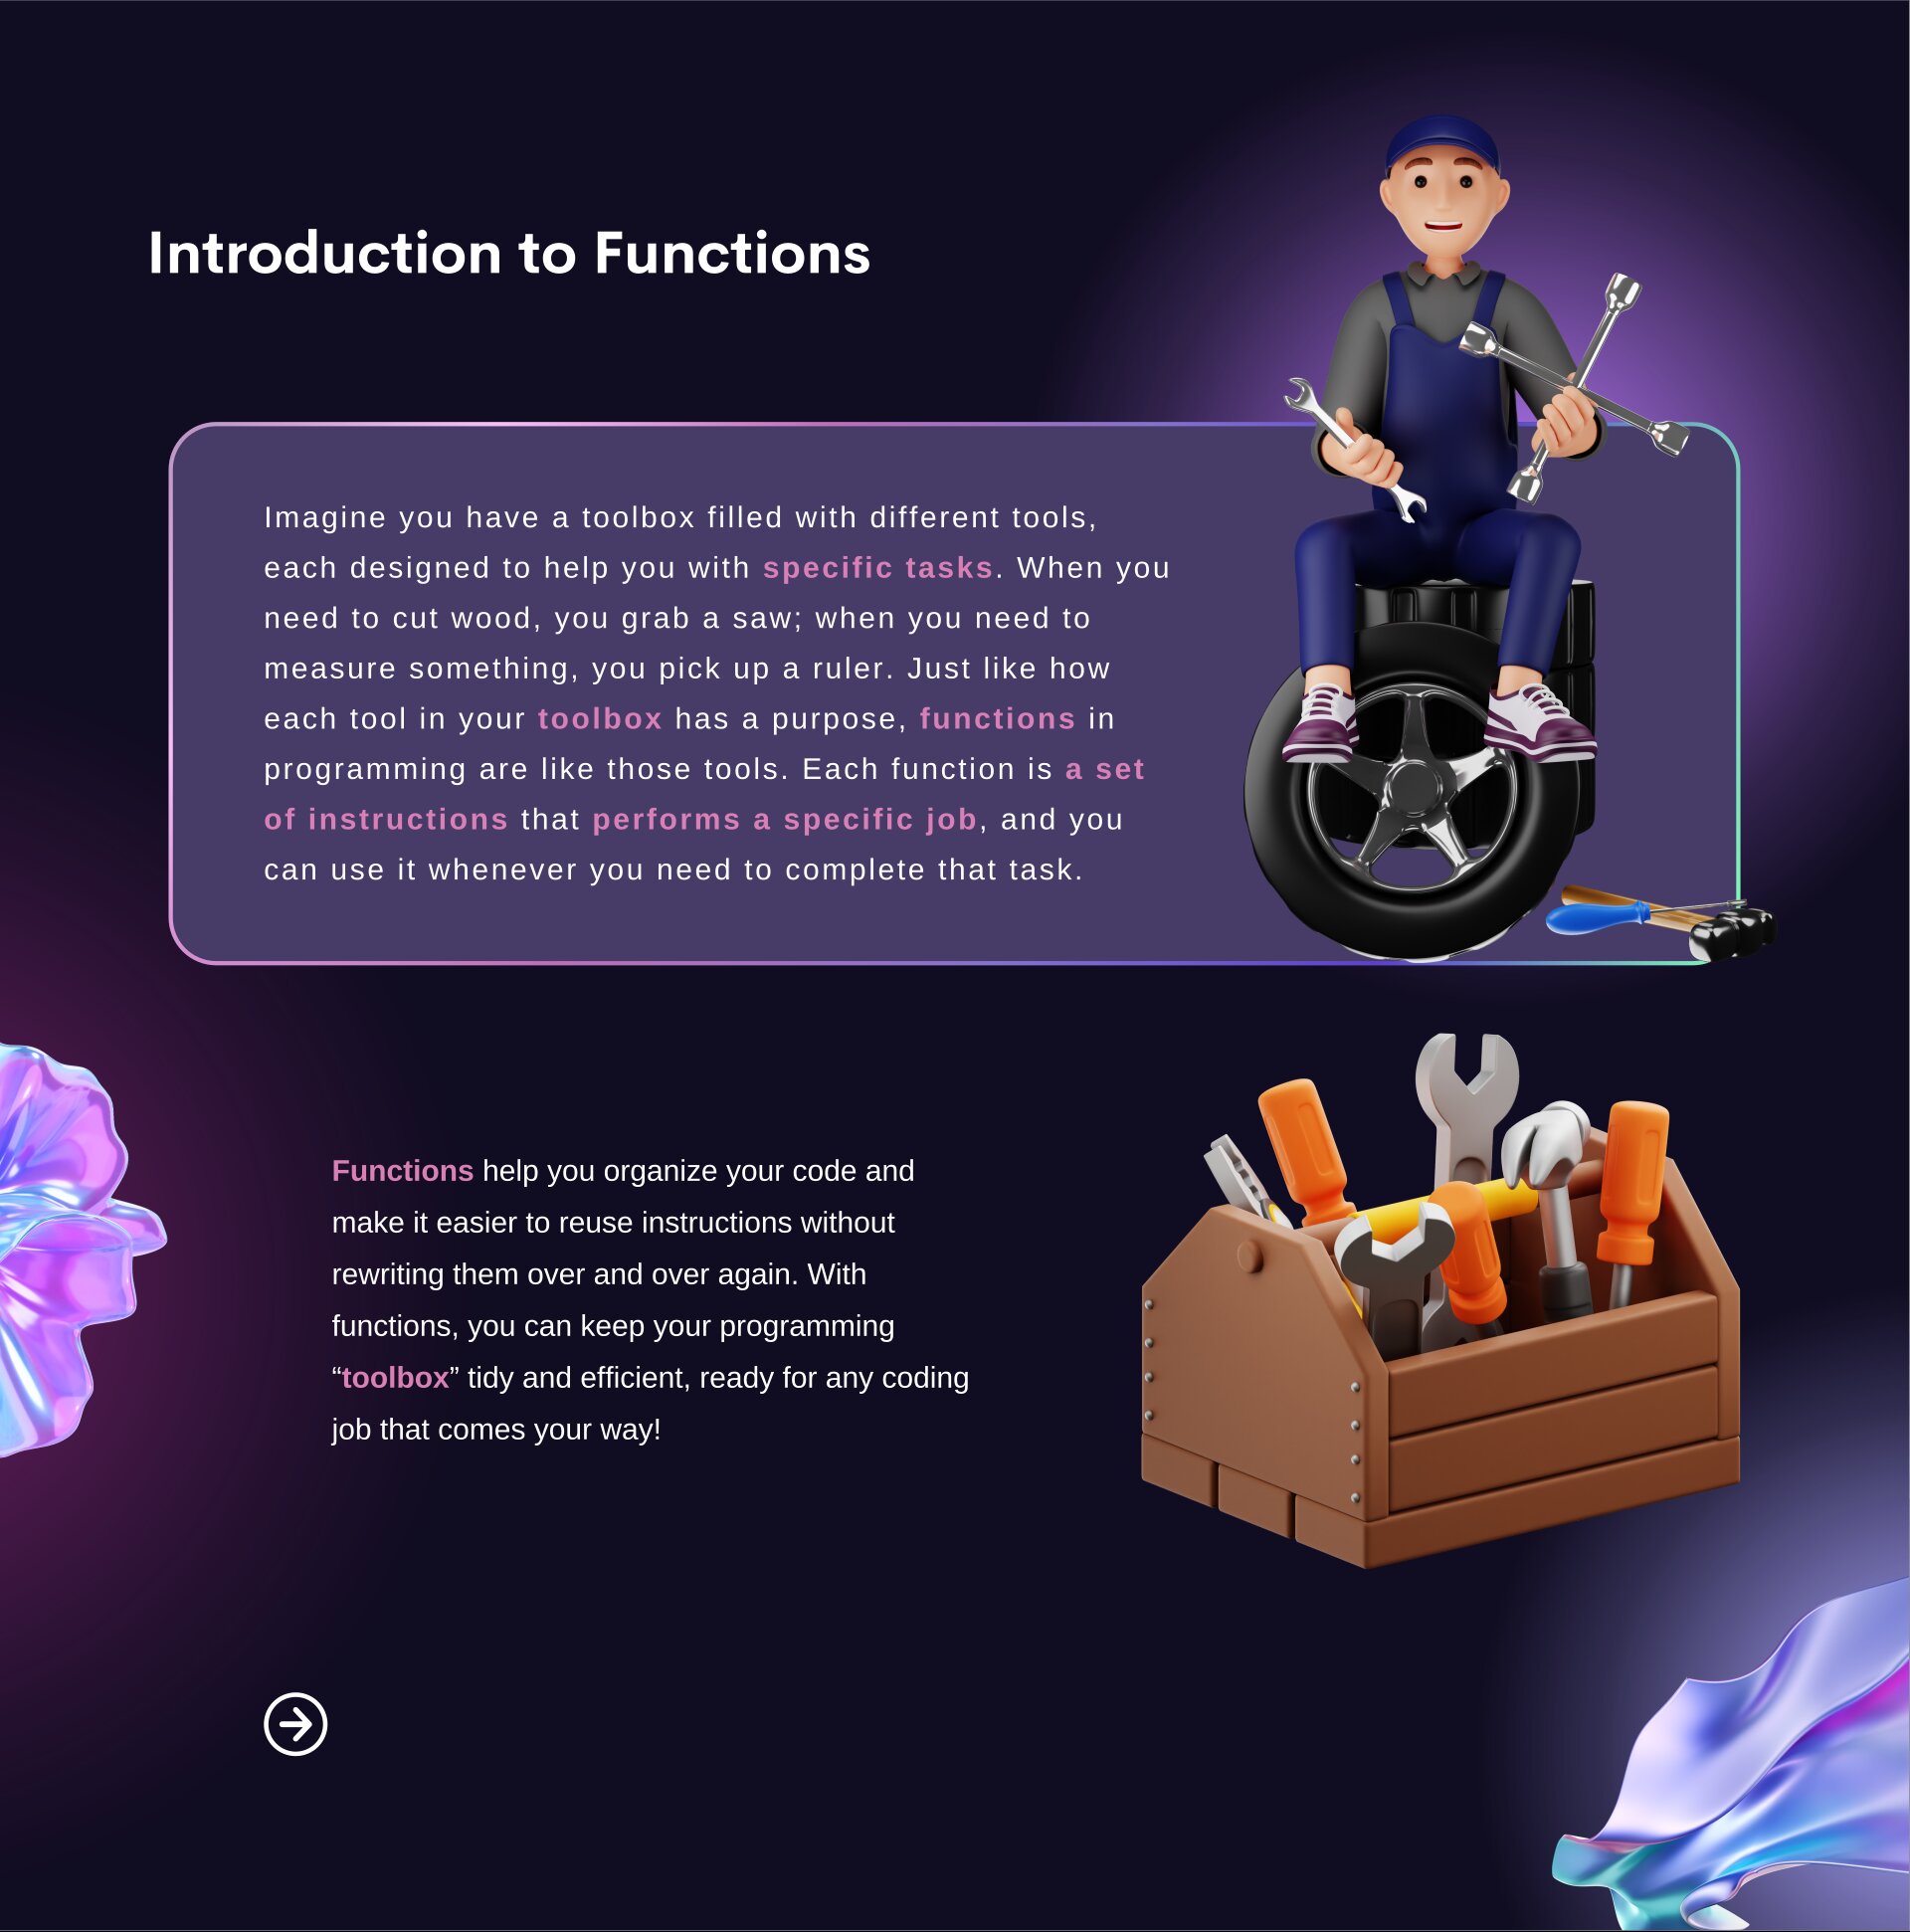 Introduction to Functions
Imagine you have a toolbox filled with different tools,
each designed to help you with specific tasks. When you
need to cut wood, you grab a saw; when you need to
measure something, you pick up a ruler. Just like how
each tool in your toolbox has a purpose, functions in
programming are like those tools. Each function is a set
of instructions that performs a specific job, and you
can use it whenever you need to complete that task.
Functions help you organize your code and
make it easier to reuse instructions without
rewriting them over and over again. With
functions, you can keep your programming
“toolbox” tidy and efficient, ready for any coding
job that comes your way!